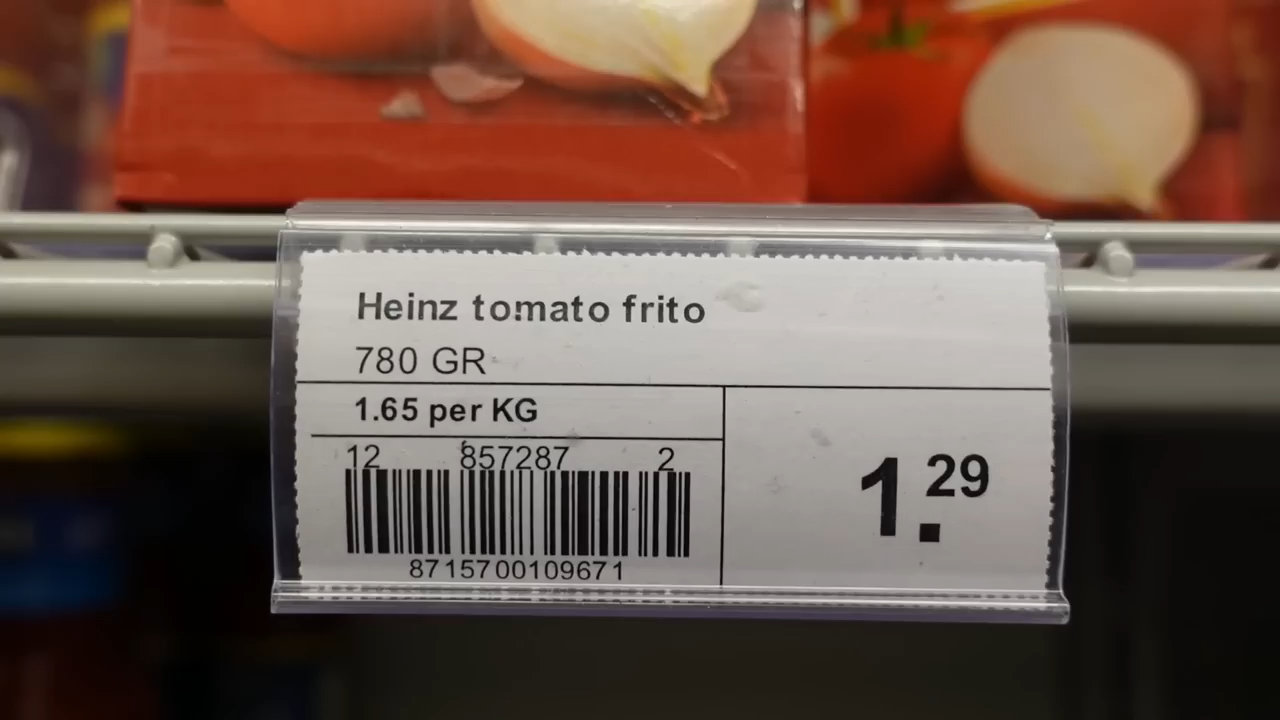 Heinz tomato frito
780 GR
1.65 per KG
12 857287 2
8715700109671
1.29